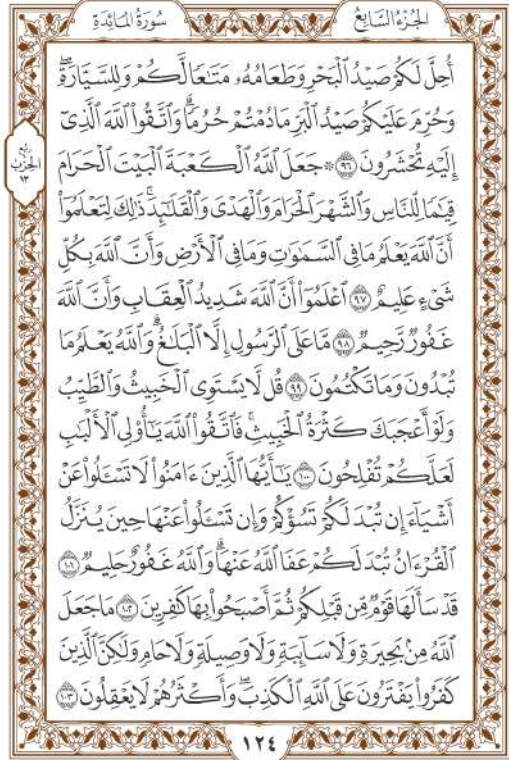 الجُزْءُ السَّابِعُ
سُورَةُ المَائِدَةِ
أُحِلَّ لَكُمْ صَيْدُ ٱلْبَحْرِ وَطَعَامُهُۥ مَتَٰعًا لَّكُمْ وَلِلسَّيَّارَةِۖ
وَحُرِّمَ عَلَيْكُمْ صَيْدُ ٱلْبَرِّ مَا دُمْتُمْ حُرُمًاۗ وَٱتَّقُوا۟ ٱللَّهَ ٱلَّذِىٓ
إِلَيْهِ تُحْشَرُونَ ٩٦ ۞ جَعَلَ ٱللَّهُ ٱلْكَعْبَةَ ٱلْبَيْتَ ٱلْحَرَامَ
قِيَٰمًا لِّلنَّاسِ وَٱلشَّهْرَ ٱلْحَرَامَ وَٱلْهَدْىَ وَٱلْقَلَٰٓئِدَۚ ذَٰلِكَ لِتَعْلَمُوٓا۟
أَنَّ ٱللَّهَ يَعْلَمُ مَا فِى ٱلسَّمَٰوَٰتِ وَمَا فِى ٱلْأَرْضِ وَأَنَّ ٱللَّهَ بِكُلِّ
شَىْءٍ عَلِيمٌ ٩٧ ٱعْلَمُوٓا۟ أَنَّ ٱللَّهَ شَدِيدُ ٱلْعِقَابِ وَأَنَّ ٱللَّهَ
غَفُورٌ رَّحِيمٌ ٩٨ مَّا عَلَى ٱلرَّسُولِ إِلَّا ٱلْبَلَٰغُۗ وَٱللَّهُ يَعْلَمُ مَا
تُبْدُونَ وَمَا تَكْتُمُونَ ٩٩ قُل لَّا يَسْتَوِى ٱلْخَبِيثُ وَٱلطَّيِّبُ
وَلَوْ أَعْجَبَكَ كَثْرَةُ ٱلْخَبِيثِۚ فَٱتَّقُوا۟ ٱللَّهَ يَٰٓأُو۟لِى ٱلْأَلْبَٰبِ
لَعَلَّكُمْ تُفْلِحُونَ ١٠٠ يَٰٓأَيُّهَا ٱلَّذِينَ ءَامَنُوا۟ لَا تَسْـَٔلُوا۟ عَنْ
أَشْيَآءَ إِن تُبْدَ لَكُمْ تَسُؤْكُمْ وَإِن تَسْـَٔلُوا۟ عَنْهَا حِينَ يُنَزَّلُ
ٱلْقُرْءَانُ تُبْدَ لَكُمْ عَفَا ٱللَّهُ عَنْهَاۗ وَٱللَّهُ غَفُورٌ حَلِيمٌ ١٠١
قَدْ سَأَلَهَا قَوْمٌ مِّن قَبْلِكُمْ ثُمَّ أَصْبَحُوا۟ بِهَا كَٰفِرِينَ ١٠٢ مَا جَعَلَ
ٱللَّهُ مِنۢ بَحِيرَةٍ وَلَا سَآئِبَةٍ وَلَا وَصِيلَةٍ وَلَا حَامٍ وَلَٰكِنَّ ٱلَّذِينَ
كَفَرُوا۟ يَفْتَرُونَ عَلَى ٱللَّهِ ٱلْكَذِبَۖ وَأَكْثَرُهُمْ لَا يَعْقِلُونَ ١٠٣
رُبع
الحِزْب
١٣
١٢٤